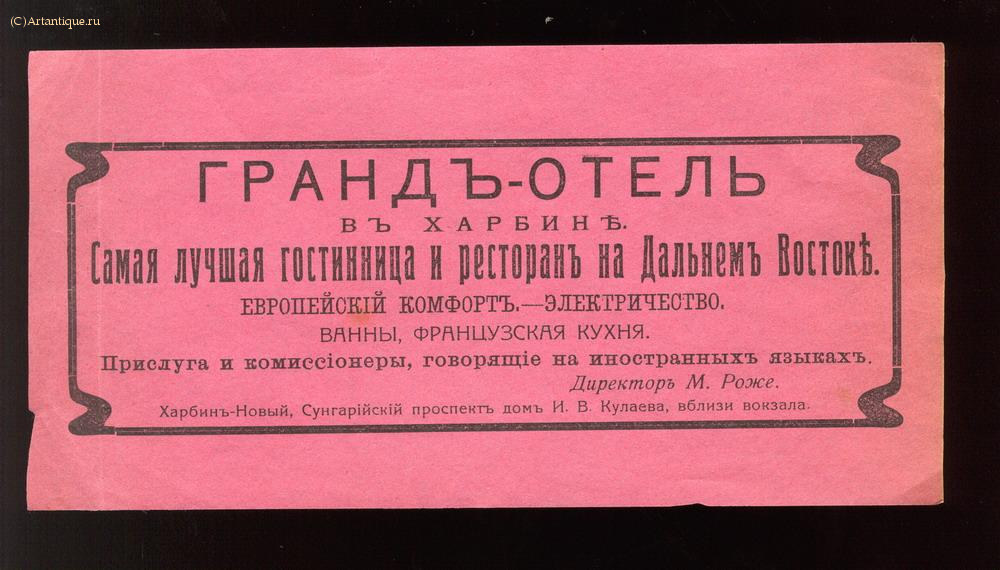 (C)Artantique.ru
ГРАНДЪ-ОТЕЛЬ
ВЪ ХАРБИНѢ.
Самая лучшая гостинница и ресторанъ на Дальнемъ Востокѣ.
ЕВРОПЕЙСКІЙ КОМФОРТЪ.—ЭЛЕКТРИЧЕСТВО.
ВАННЫ, ФРАНЦУЗСКАЯ КУХНЯ.
Прислуга и комиссіонеры, говорящіе на иностранныхъ языкахъ.
Директоръ М. Роже.
Харбинъ-Новый, Сунгарійскій проспектъ домъ И. В. Кулаева, вблизи вокзала.